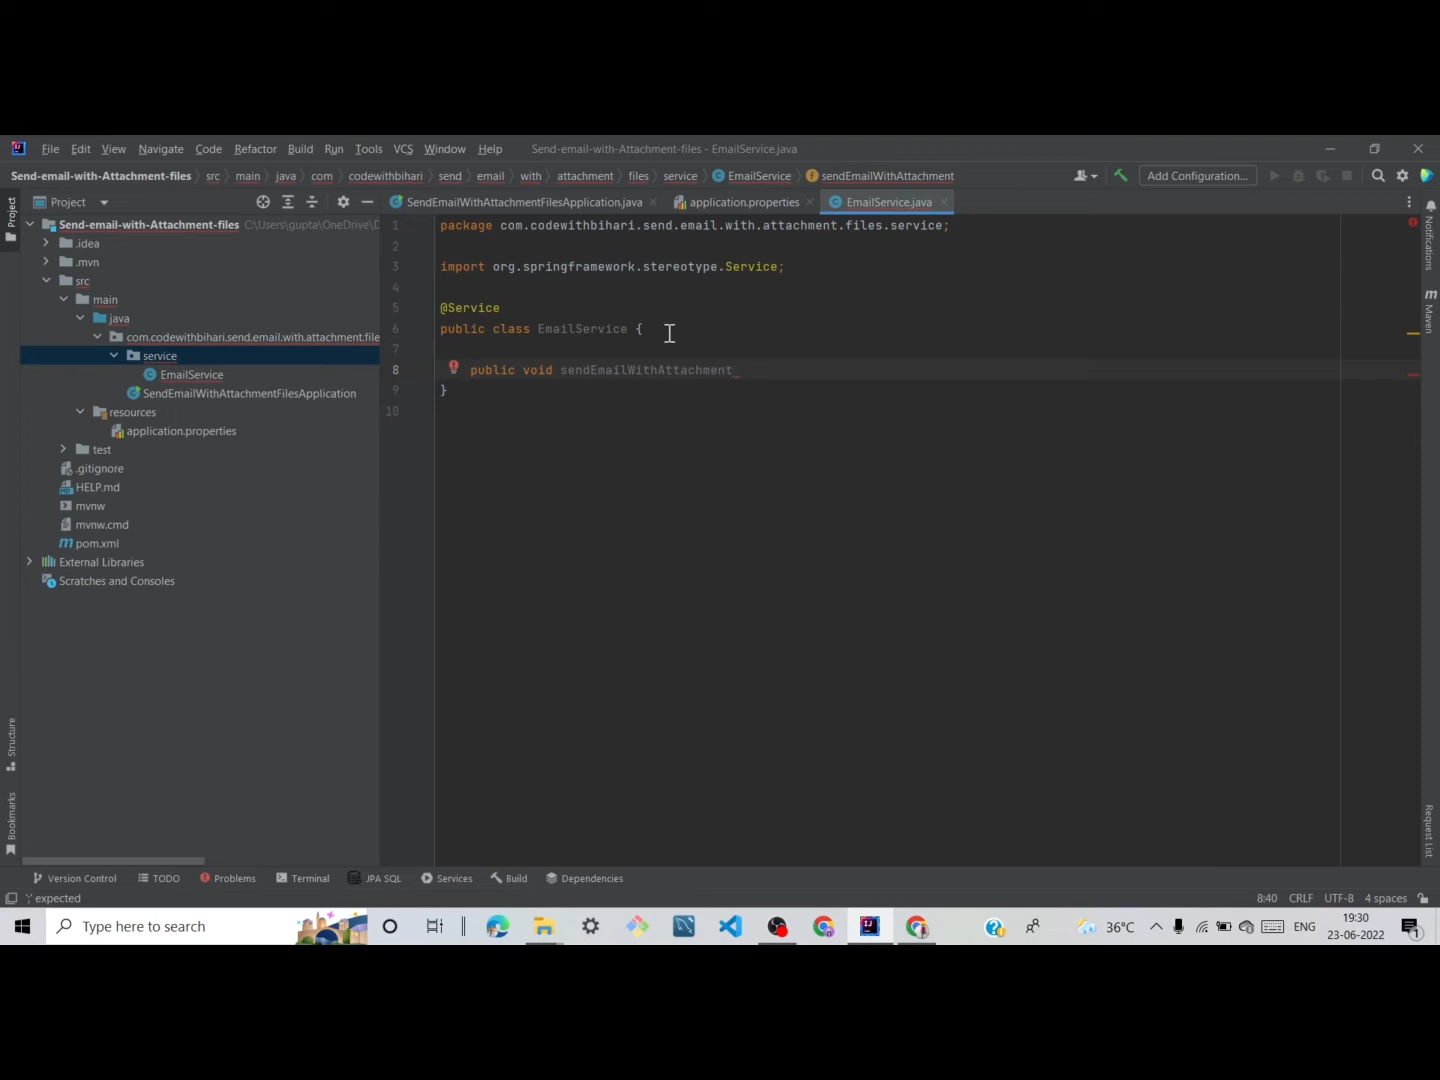 File Edit View Navigate Code Refactor Build Run Tools VCS Window Help Send-email-with-Attachment-files - EmailService.java
Send-email-with-Attachment-files src main java com codewithbihari send email with attachment files service EmailService sendEmailWithAttachment Add Configuration...
Project
Project
SendEmailWithAttachmentFilesApplication.java application.properties EmailService.java
Send-email-with-Attachment-files C:\Users\gupta\OneDrive\D
.idea
.mvn
src
main
java
com.codewithbihari.send.email.with.attachment.file
service
EmailService
SendEmailWithAttachmentFilesApplication
resources
application.properties
test
.gitignore
HELP.md
mvnw
mvnw.cmd
pom.xml
External Libraries
Scratches and Consoles
1 package com.codewithbihari.send.email.with.attachment.files.service;
2
3 import org.springframework.stereotype.Service;
4
5 @Service
6 public class EmailService {
7
8 public void sendEmailWithAttachment
9 }
10
Notifications
Maven
Request List
Structure
Bookmarks
Version Control TODO Problems Terminal JPA SQL Services Build Dependencies
';' expected 8:40 CRLF UTF-8 4 spaces
Type here to search 36°C ENG 19:30
23-06-2022 1